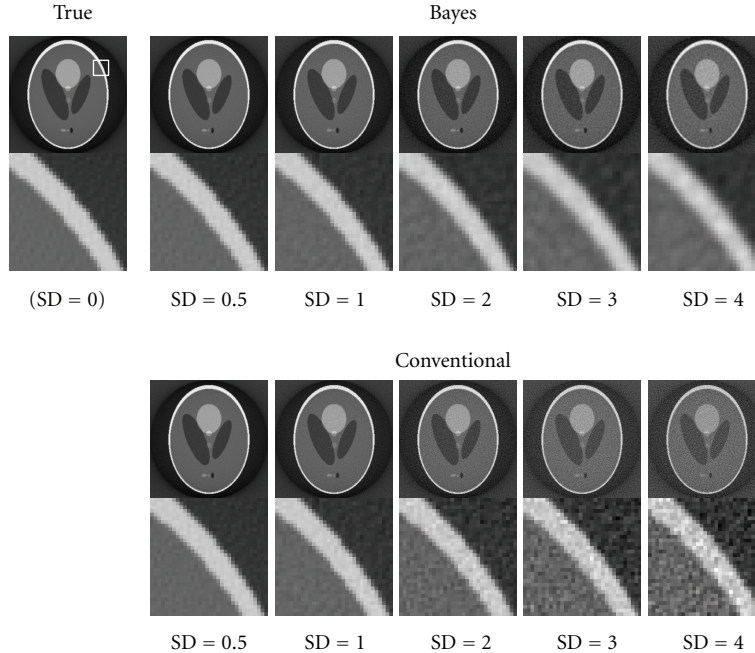 True
Bayes
(SD = 0)
SD = 0.5
SD = 1
SD = 2
SD = 3
SD = 4
Conventional
SD = 0.5
SD = 1
SD = 2
SD = 3
SD = 4